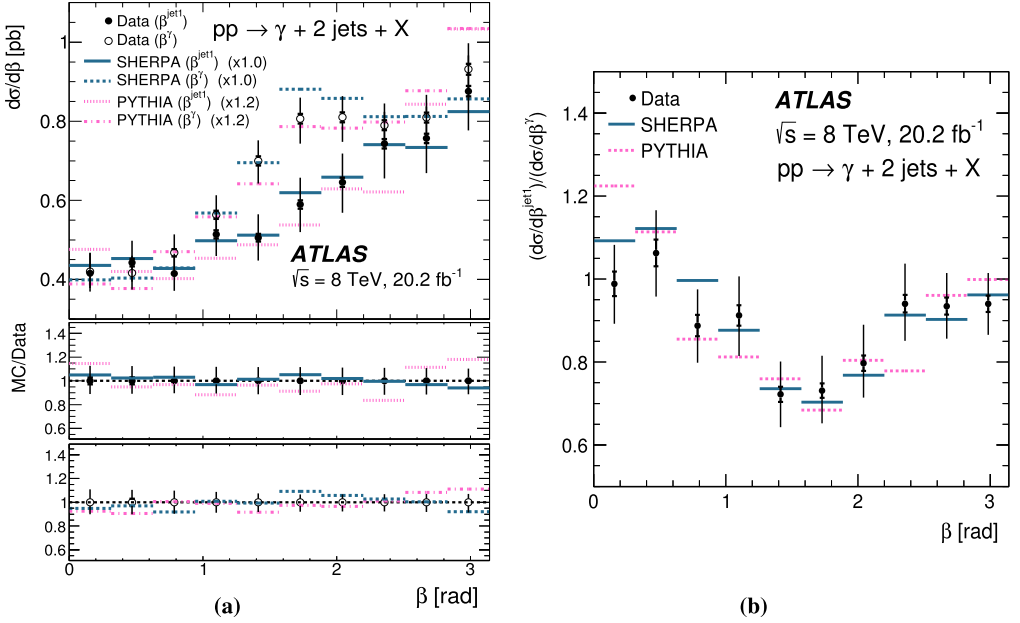 dσ/dβ [pb]
1
0.8
0.6
0.4
Data (β^jet1)
Data (β^γ)
SHERPA (β^jet1) (x1.0)
SHERPA (β^γ) (x1.0)
PYTHIA (β^jet1) (x1.2)
PYTHIA (β^γ) (x1.2)
pp → γ + 2 jets + X
ATLAS
√s = 8 TeV, 20.2 fb⁻¹
MC/Data
1.4
1.2
1
0.8
0.6
1.4
1.2
1
0.8
0.6
0 1 2 3
β [rad]
(a)
(dσ/dβ^jet1)/(dσ/dβ^γ)
1.4
1.2
1
0.8
0.6
Data
SHERPA
PYTHIA
ATLAS
√s = 8 TeV, 20.2 fb⁻¹
pp → γ + 2 jets + X
0 1 2 3
β [rad]
(b)